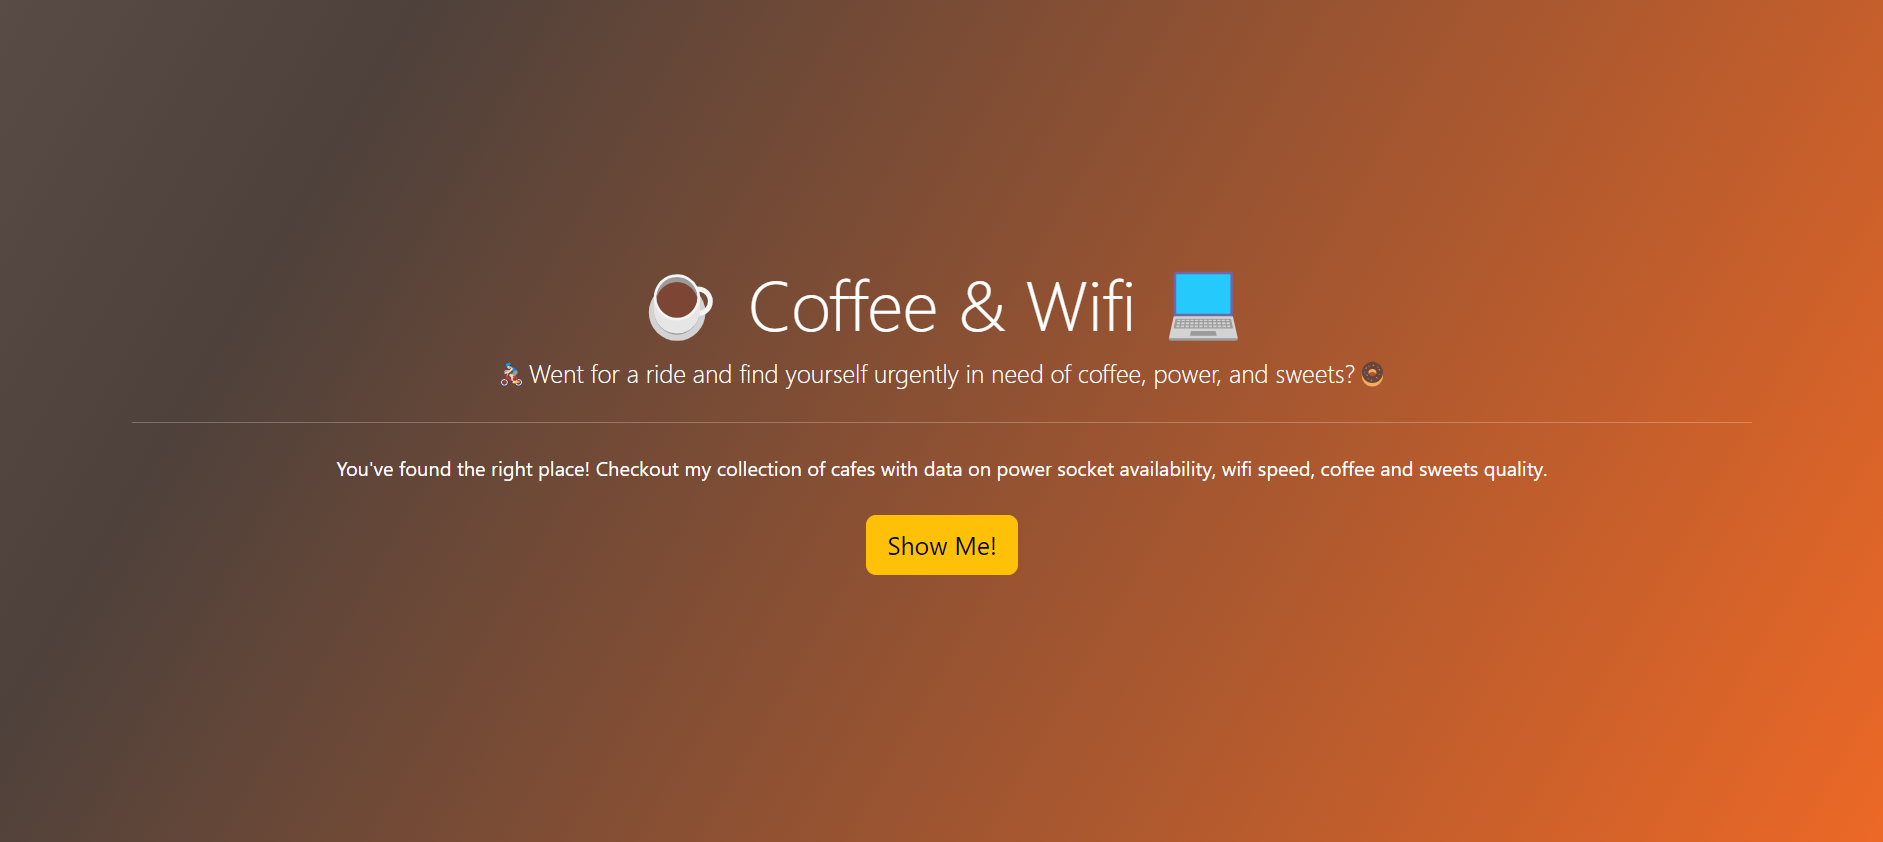 Coffee & Wifi
Went for a ride and find yourself urgently in need of coffee, power, and sweets?
You've found the right place! Checkout my collection of cafes with data on power socket availability, wifi speed, coffee and sweets quality.
Show Me!